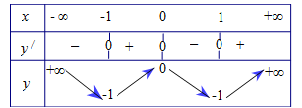 x -∞ -1 0 1 +∞
y/ - 0 + 0 - 0 +
+∞ 0 +∞
y
-1 -1